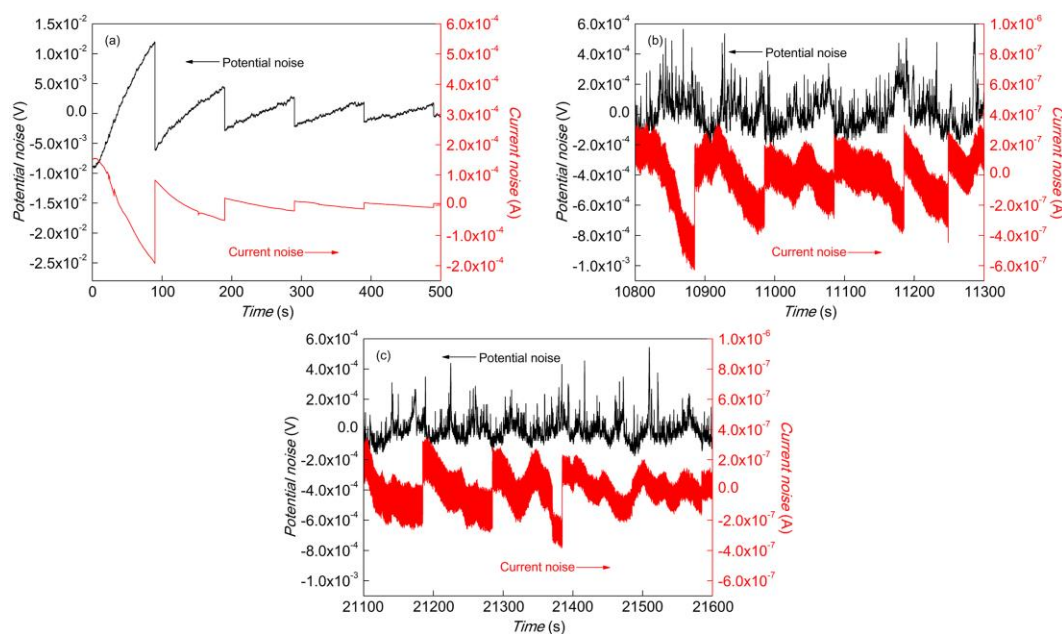 (a)
Potential noise (V)
1.5x10⁻²
1.0x10⁻²
5.0x10⁻³
0.0
-5.0x10⁻³
-1.0x10⁻²
-1.5x10⁻²
-2.0x10⁻²
-2.5x10⁻²
Potential noise
Current noise
6.0x10⁻⁴
5.0x10⁻⁴
4.0x10⁻⁴
3.0x10⁻⁴
2.0x10⁻⁴
1.0x10⁻⁴
0.0
-1.0x10⁻⁴
-2.0x10⁻⁴
Current noise (A)
0 100 200 300 400 500
Time (s)
(b)
Potential noise (V)
6.0x10⁻⁴
4.0x10⁻⁴
2.0x10⁻⁴
0.0
-2.0x10⁻⁴
-4.0x10⁻⁴
-6.0x10⁻⁴
-8.0x10⁻⁴
-1.0x10⁻³
Potential noise
Current noise
1.0x10⁻⁶
8.0x10⁻⁷
6.0x10⁻⁷
4.0x10⁻⁷
2.0x10⁻⁷
0.0
-2.0x10⁻⁷
-4.0x10⁻⁷
-6.0x10⁻⁷
Current noise (A)
10800 10900 11000 11100 11200 11300
Time (s)
(c)
Potential noise (V)
6.0x10⁻⁴
4.0x10⁻⁴
2.0x10⁻⁴
0.0
-2.0x10⁻⁴
-4.0x10⁻⁴
-6.0x10⁻⁴
-8.0x10⁻⁴
-1.0x10⁻³
Potential noise
Current noise
1.0x10⁻⁶
8.0x10⁻⁷
6.0x10⁻⁷
4.0x10⁻⁷
2.0x10⁻⁷
0.0
-2.0x10⁻⁷
-4.0x10⁻⁷
-6.0x10⁻⁷
Current noise (A)
21100 21200 21300 21400 21500 21600
Time (s)